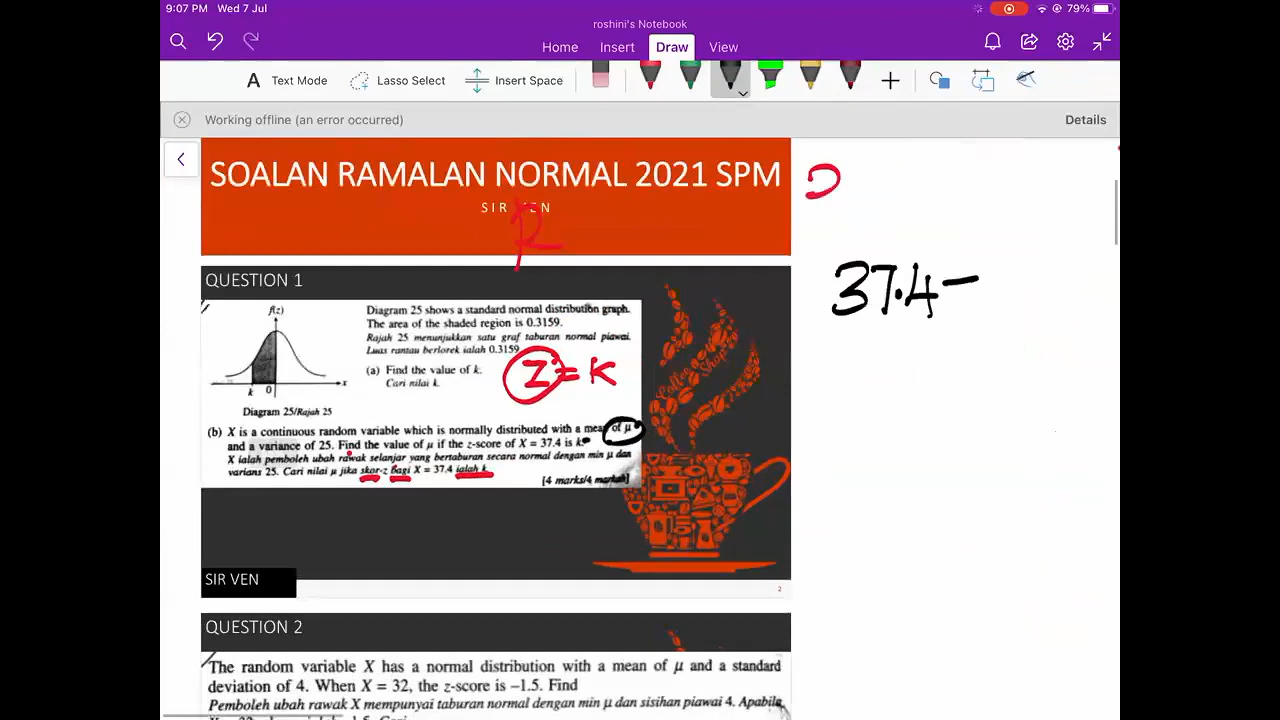 9:07 PM Wed 7 Jul
79%
roshini's Notebook
Home Insert Draw View
Text Mode Lasso Select Insert Space
Working offline (an error occurred) Details
SOALAN RAMALAN NORMAL 2021 SPM
SIR VEN
R
37.4-
QUESTION 1
f(z)
k 0 x
Diagram 25/Rajah 25
Diagram 25 shows a standard normal distribution graph.
The area of the shaded region is 0.3159.
Rajah 25 menunjukkan satu graf taburan normal piawai.
Luas rantau berlorek ialah 0.3159
(a) Find the value of k.
Cari nilai k.
Z = K
(b) X is a continuous random variable which is normally distributed with a mean of μ
and a variance of 25. Find the value of μ if the z-score of X = 37.4 is k.
X ialah pemboleh ubah rawak selanjar yang bertaburan secara normal dengan min μ dan
varians 25. Cari nilai μ jika skor-z bagi X = 37.4 ialah k.
[4 marks/4 markah]
Coffee Shop
SIR VEN
2
QUESTION 2
The random variable X has a normal distribution with a mean of μ and a standard
deviation of 4. When X = 32, the z-score is –1.5. Find
Pemboleh ubah rawak X mempunyai taburan normal dengan min μ dan sisihan piawai 4. Apabila